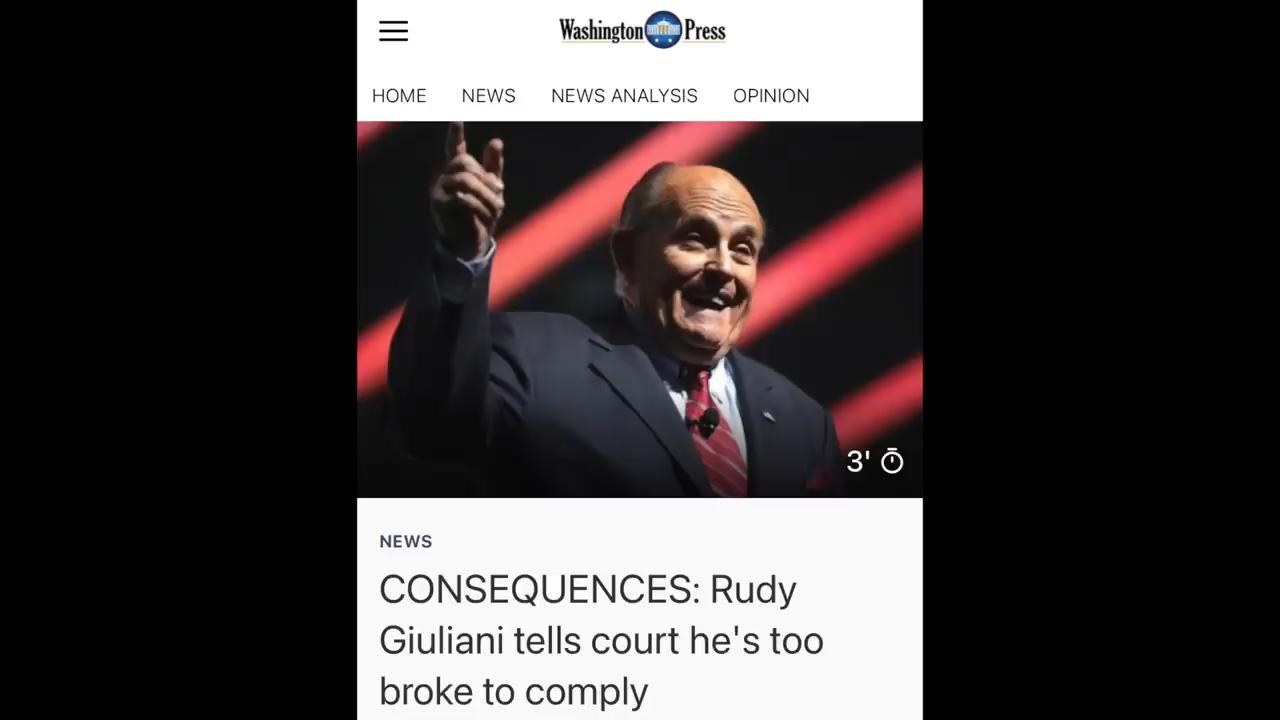 Washington Press
HOME NEWS NEWS ANALYSIS OPINION
3'
NEWS
CONSEQUENCES: Rudy
Giuliani tells court he's too
broke to comply